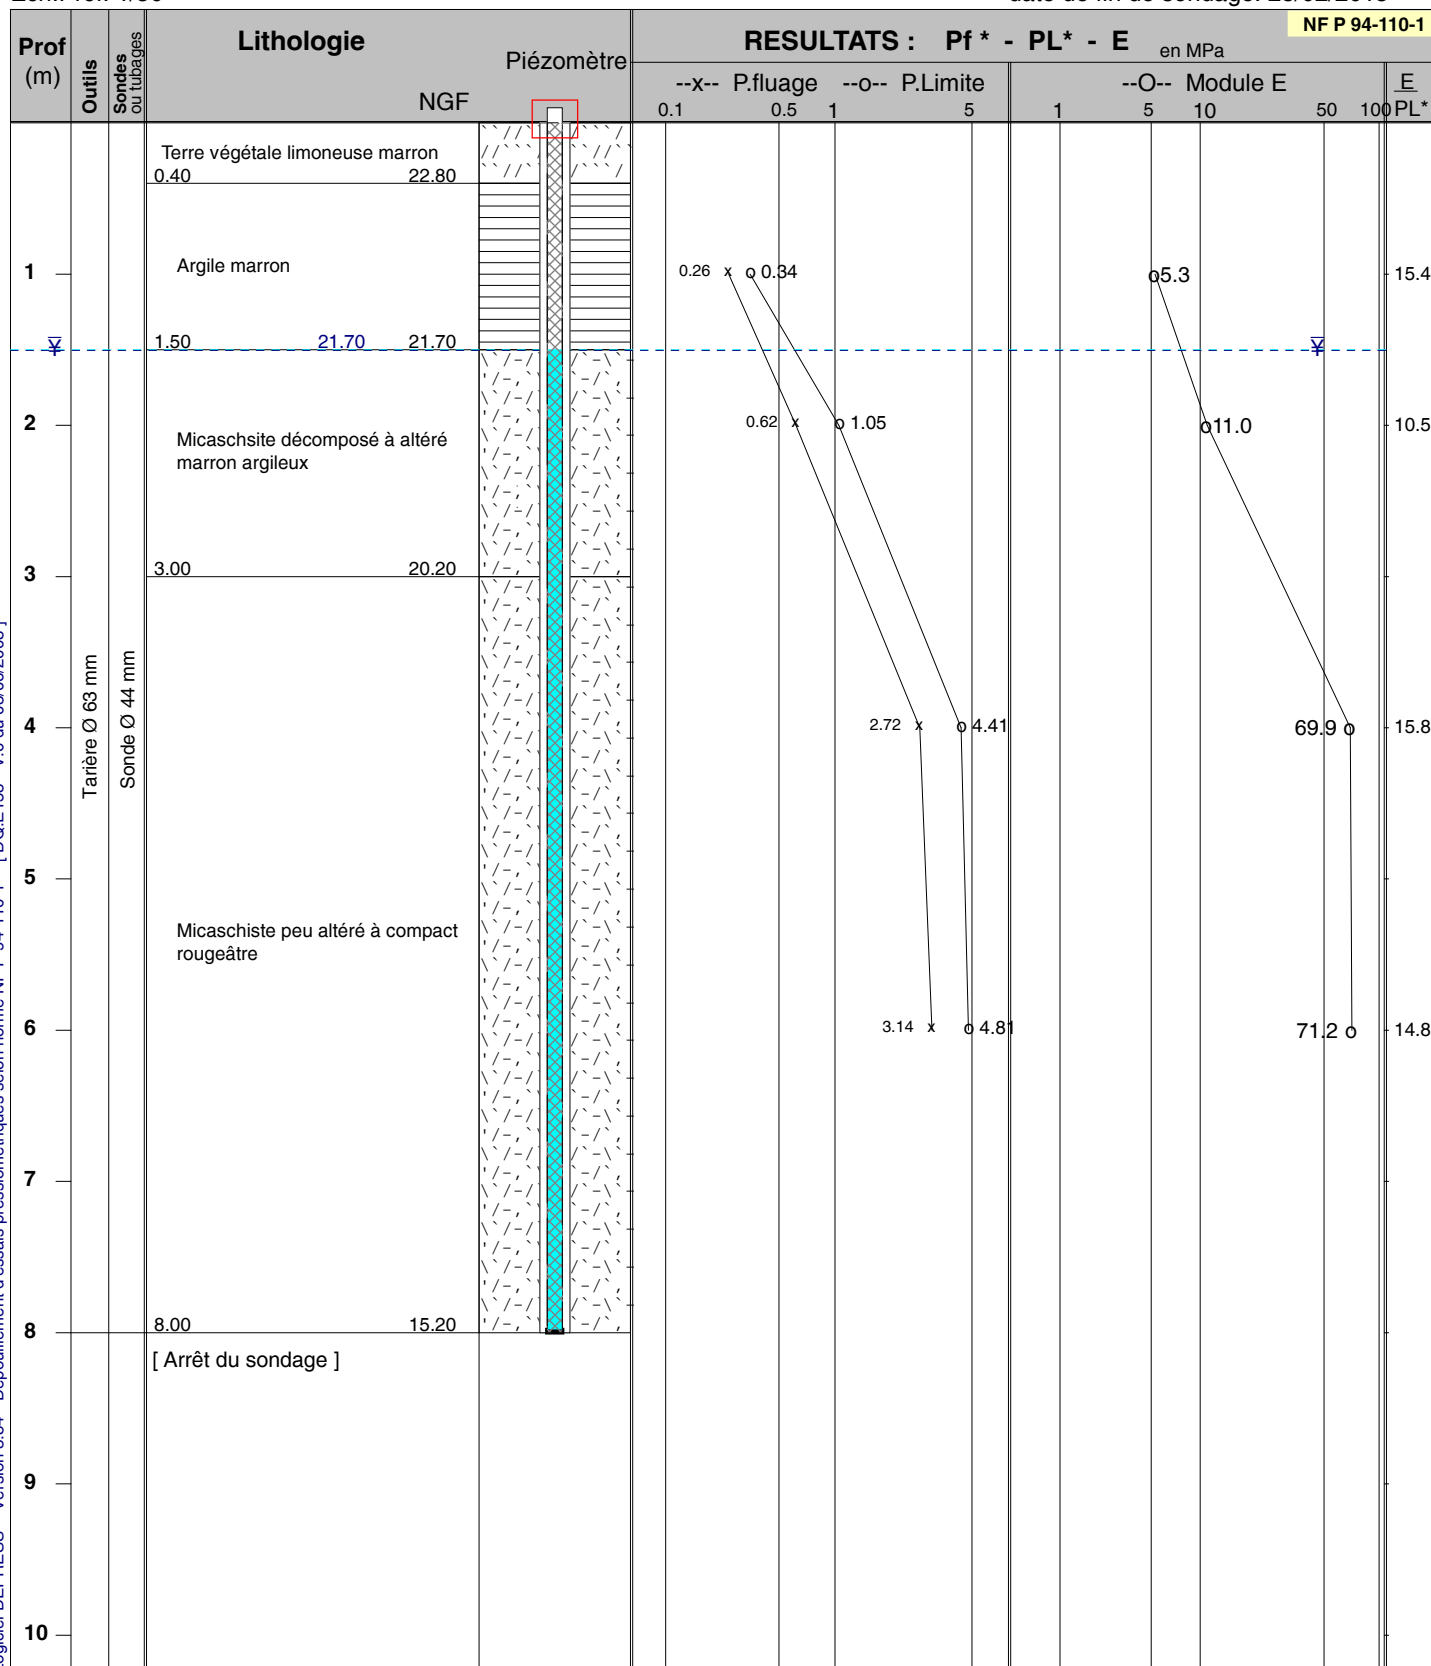 NF P 94-110-1
Prof
(m)
Outils
Sondes
ou tubages
Lithologie
NGF
Piézomètre
RESULTATS : Pf * - PL* - E en MPa
--x-- P.fluage --o-- P.Limite
--O-- Module E
E
PL*
0.1 0.5 1 5
1 5 10 50 100
Terre végétale limoneuse marron
0.40 22.80
Argile marron
1 0.26 x o 0.34 o5.3 15.4
1.50 21.70 21.70
2 0.62 x o 1.05 o11.0 10.5
Micaschsite décomposé à altéré
marron argileux
3.00 20.20
3
Tarière Ø 63 mm
Sonde Ø 44 mm
4 2.72 x o 4.41 69.9 o 15.8
5
Micaschiste peu altéré à compact
rougeâtre
6 3.14 x o 4.81 71.2 o 14.8
7
8.00 15.20
8
[ Arrêt du sondage ]
9
10